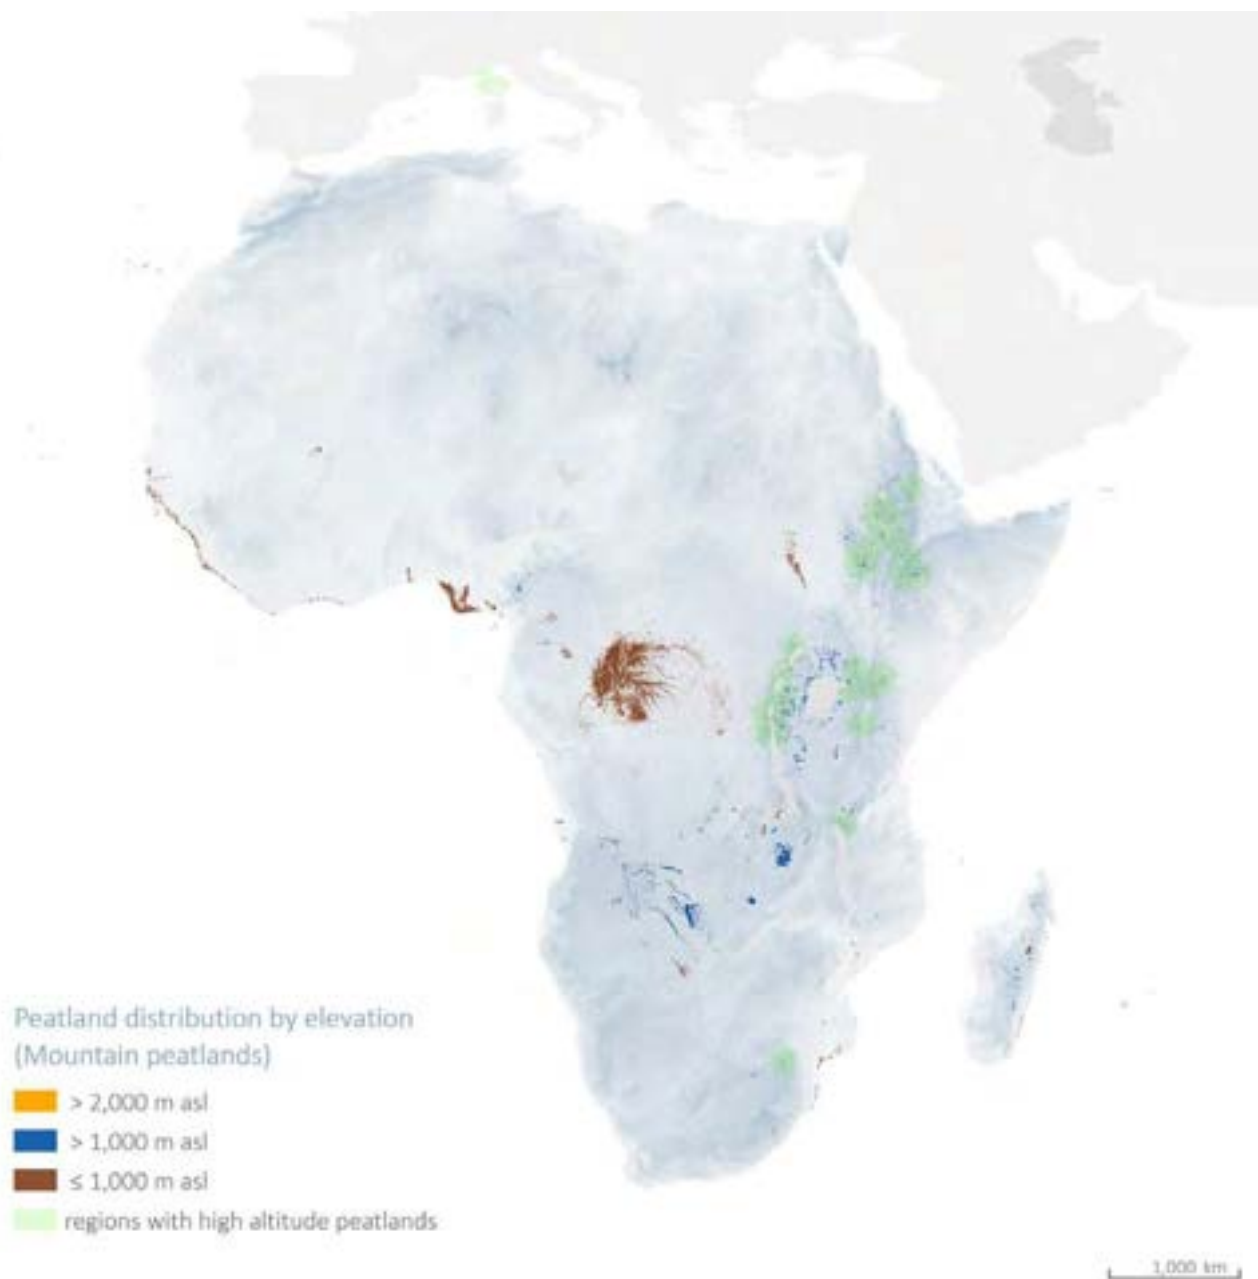 Peatland distribution by elevation
(Mountain peatlands)
> 2,000 m asl
> 1,000 m asl
≤ 1,000 m asl
regions with high altitude peatlands
1,000 km